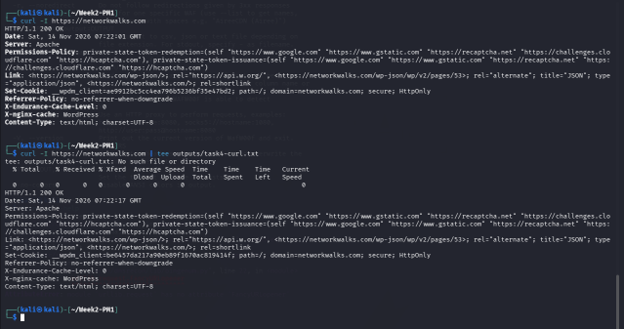 ┌──(kali㉿kali)-[~/Week2-PM1]
└─$ curl -I https://networkwalks.com
HTTP/1.1 200 OK
Date: Sat, 14 Nov 2026 07:22:01 GMT
Server: Apache
Permissions-Policy: private-state-token-redemption=(self "https://www.google.com" "https://www.gstatic.com" "https://recaptcha.net" "https://challenges.clo
udflare.com" "https://hcaptcha.com"), private-state-token-issuance=(self "https://www.google.com" "https://www.gstatic.com" "https://recaptcha.net" "https:
//challenges.cloudflare.com" "https://hcaptcha.com")
Link: <https://networkwalks.com/wp-json/>; rel="https://api.w.org/", <https://networkwalks.com/wp-json/wp/v2/pages/53>; rel="alternate"; title="JSON"; type
="application/json", <https://networkwalks.com/>; rel=shortlink
Set-Cookie: __wpdm_client=ae9912bc5cc4ea796b5236bf35e47bd2; path=/; domain=networkwalks.com; secure; HttpOnly
Referrer-Policy: no-referrer-when-downgrade
X-Endurance-Cache-Level: 0
X-nginx-cache: WordPress
Content-Type: text/html; charset=UTF-8
┌──(kali㉿kali)-[~/Week2-PM1]
└─$ curl -I https://networkwalks.com | tee outputs/task4-curl.txt
tee: outputs/task4-curl.txt: No such file or directory
% Total % Received % Xferd Average Speed Time Time Time Current
Dload Upload Total Spent Left Speed
0 0 0 0 0 0 0 0 0
HTTP/1.1 200 OK
Date: Sat, 14 Nov 2026 07:22:17 GMT
Server: Apache
Permissions-Policy: private-state-token-redemption=(self "https://www.google.com" "https://www.gstatic.com" "https://recaptcha.net" "https://challenges.clo
udflare.com" "https://hcaptcha.com"), private-state-token-issuance=(self "https://www.google.com" "https://www.gstatic.com" "https://recaptcha.net" "https:
//challenges.cloudflare.com" "https://hcaptcha.com")
Link: <https://networkwalks.com/wp-json/>; rel="https://api.w.org/", <https://networkwalks.com/wp-json/wp/v2/pages/53>; rel="alternate"; title="JSON"; type
="application/json", <https://networkwalks.com/>; rel=shortlink
Set-Cookie: __wpdm_client=be6457da217a90eb89f1670ac819414f; path=/; domain=networkwalks.com; secure; HttpOnly
Referrer-Policy: no-referrer-when-downgrade
X-Endurance-Cache-Level: 0
X-nginx-cache: WordPress
Content-Type: text/html; charset=UTF-8
┌──(kali㉿kali)-[~/Week2-PM1]
└─$